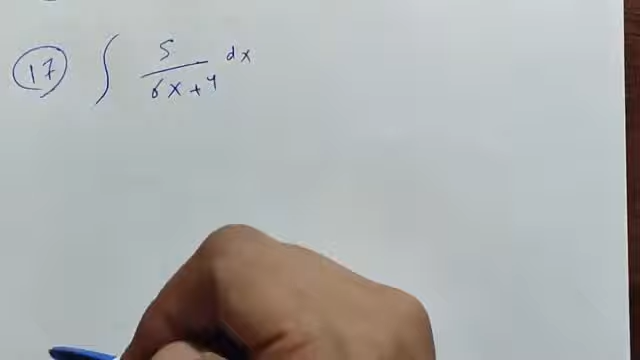 17 ∫ 5/(6x+4) dx